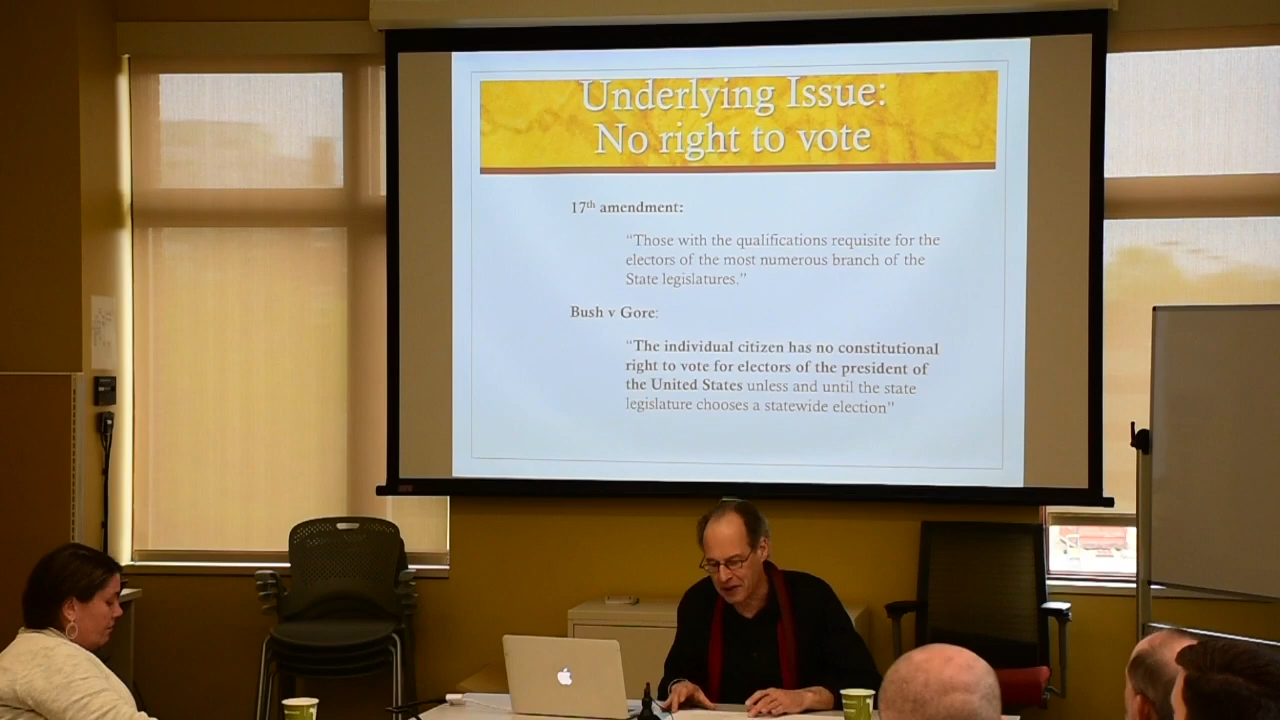 Underlying Issue:
No right to vote
17th amendment:
“Those with the qualifications requisite for the
electors of the most numerous branch of the
State legislatures.”
Bush v Gore:
“The individual citizen has no constitutional
right to vote for electors of the president of
the United States unless and until the state
legislature chooses a statewide election”